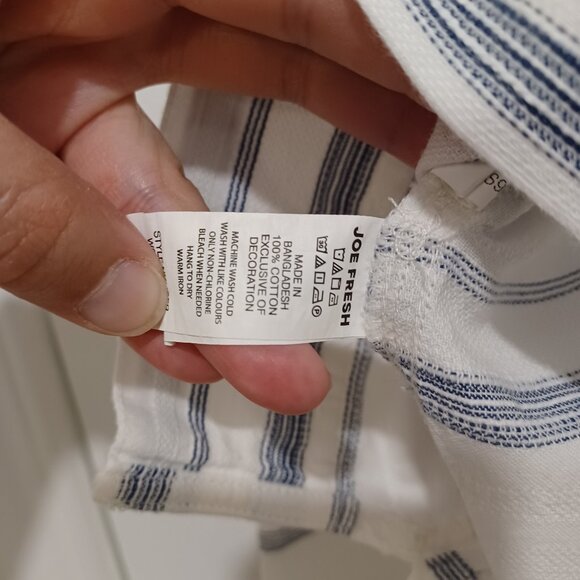 JOE FRESH
MADE IN
BANGLADESH
100% COTTON
EXCLUSIVE OF
DECORATION
MACHINE WASH COLD
WASH WITH LIKE COLOURS
ONLY NON-CHLORINE
BLEACH WHEN NEEDED
HANG TO DRY
WARM IRON